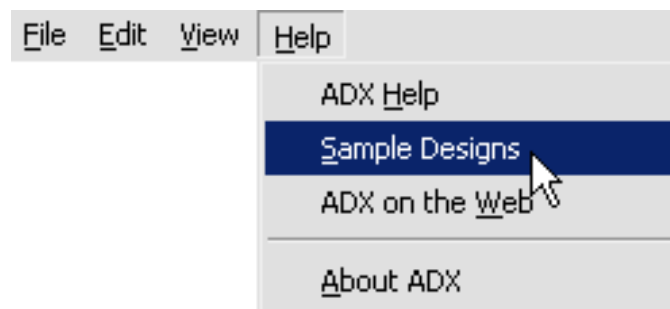 File Edit View Help
ADX Help
Sample Designs
ADX on the Web
About ADX